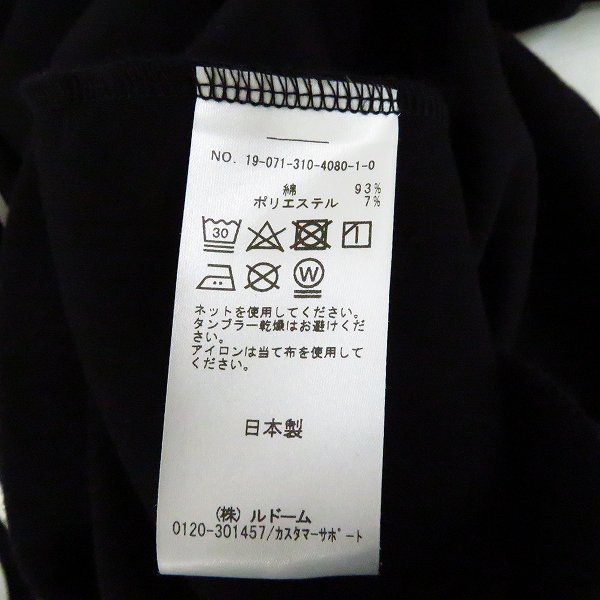 NO. 19-071-310-4080-1-0
綿 93%
ポリエステル 7%
30
W
ネットを使用してください。
タンブラー乾燥はお避けくだ
さい。
アイロンは当て布を使用して
ください。
日本製
(株) ルドーム
0120-301457/カスタマーサポート